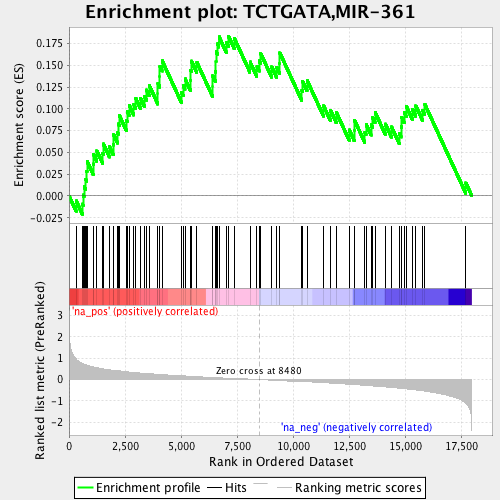 Enrichment plot: TCTGATA,MIR-361
Enrichment score (ES)
0.175
0.150
0.125
0.100
0.075
0.050
0.025
0.000
-0.025
'na_pos' (positively correlated)
Ranked list metric (PreRanked)
3
2
1
0
-1
-2
Zero cross at 8480
'na_neg' (negatively correlated)
0
2,500
5,000
7,500
10,000
12,500
15,000
17,500
Rank in Ordered Dataset
Enrichment profile
Hits
Ranking metric scores